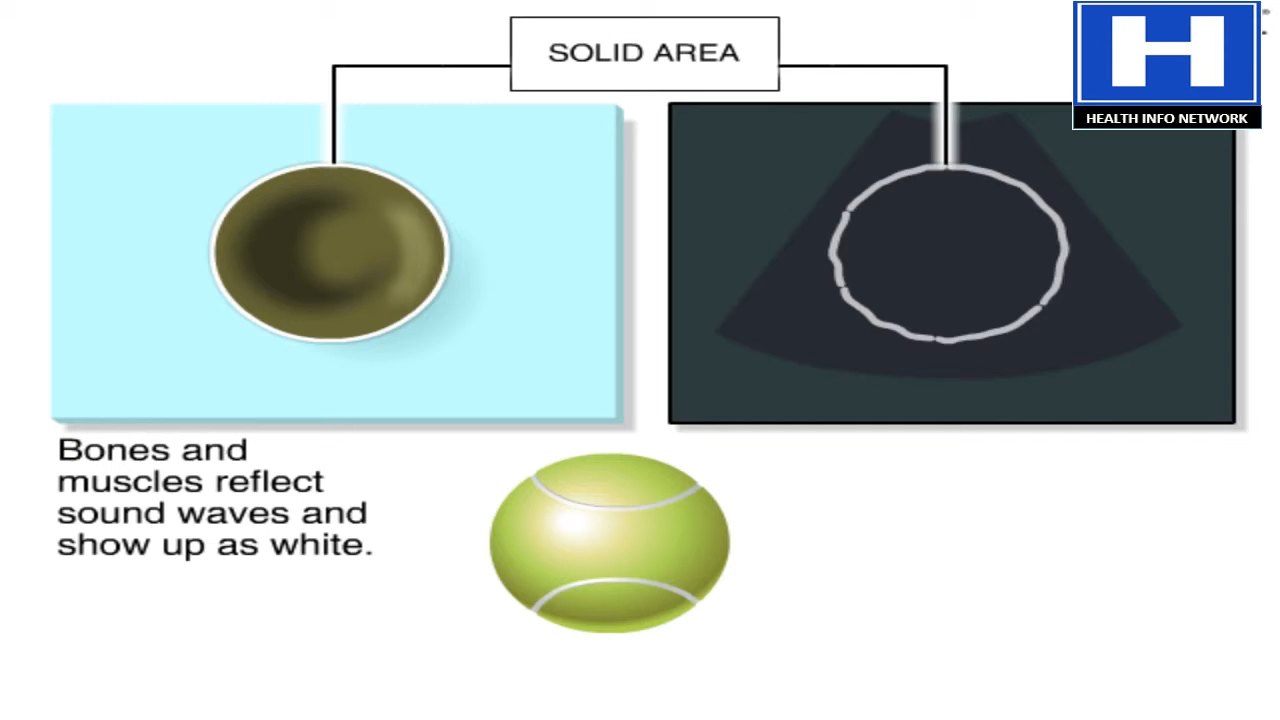 SOLID AREA
H
HEALTH INFO NETWORK
Bones and
muscles reflect
sound waves and
show up as white.